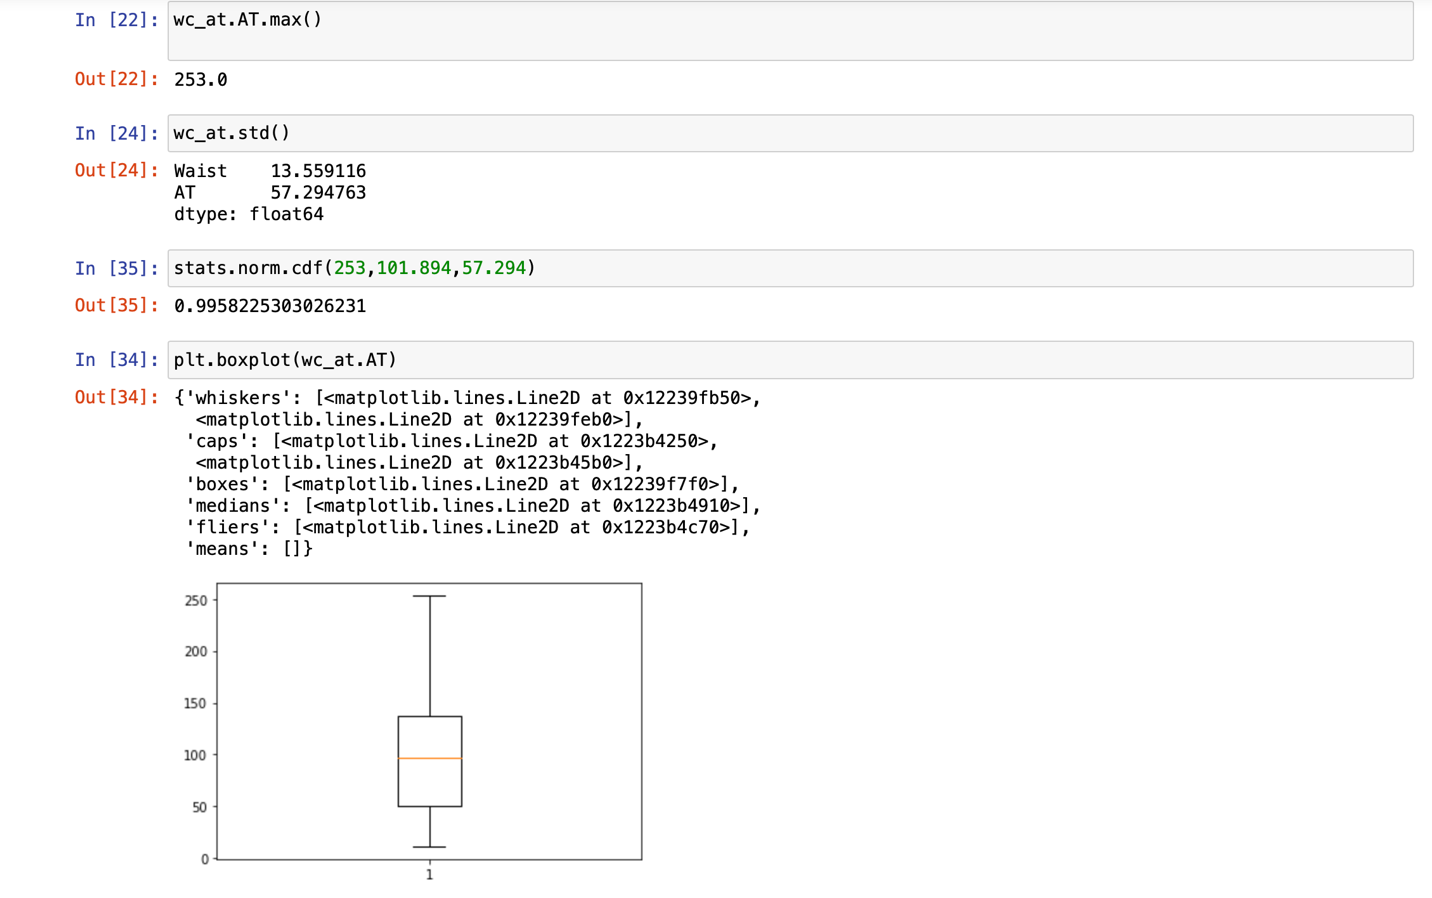 In [22]: wc_at.AT.max()
Out[22]: 253.0
In [24]: wc_at.std()
Out[24]: Waist    13.559116
AT       57.294763
dtype: float64
In [35]: stats.norm.cdf(253,101.894,57.294)
Out[35]: 0.9958225303026231
In [34]: plt.boxplot(wc_at.AT)
Out[34]: {'whiskers': [<matplotlib.lines.Line2D at 0x12239fb50>,
<matplotlib.lines.Line2D at 0x12239feb0>],
'caps': [<matplotlib.lines.Line2D at 0x1223b4250>,
<matplotlib.lines.Line2D at 0x1223b45b0>],
'boxes': [<matplotlib.lines.Line2D at 0x12239f7f0>],
'medians': [<matplotlib.lines.Line2D at 0x1223b4910>],
'fliers': [<matplotlib.lines.Line2D at 0x1223b4c70>],
'means': []}
250
200
150
100
50
0
1